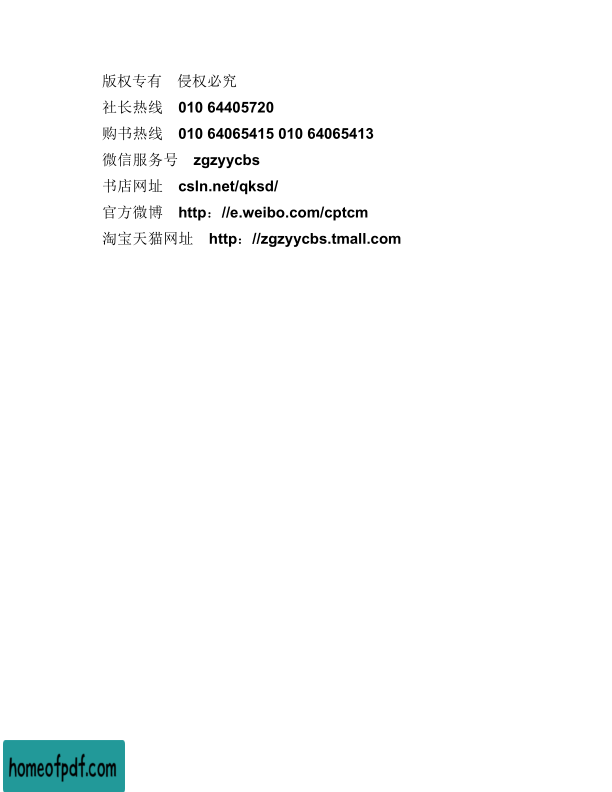 版权专有　侵权必究
社长热线　010 64405720
购书热线　010 64065415 010 64065413
微信服务号　zgzyycbs
书店网址　csln.net/qksd/
官方微博　http：//e.weibo.com/cptcm
淘宝天猫网址　http：//zgzyycbs.tmall.com
homeofpdf.com